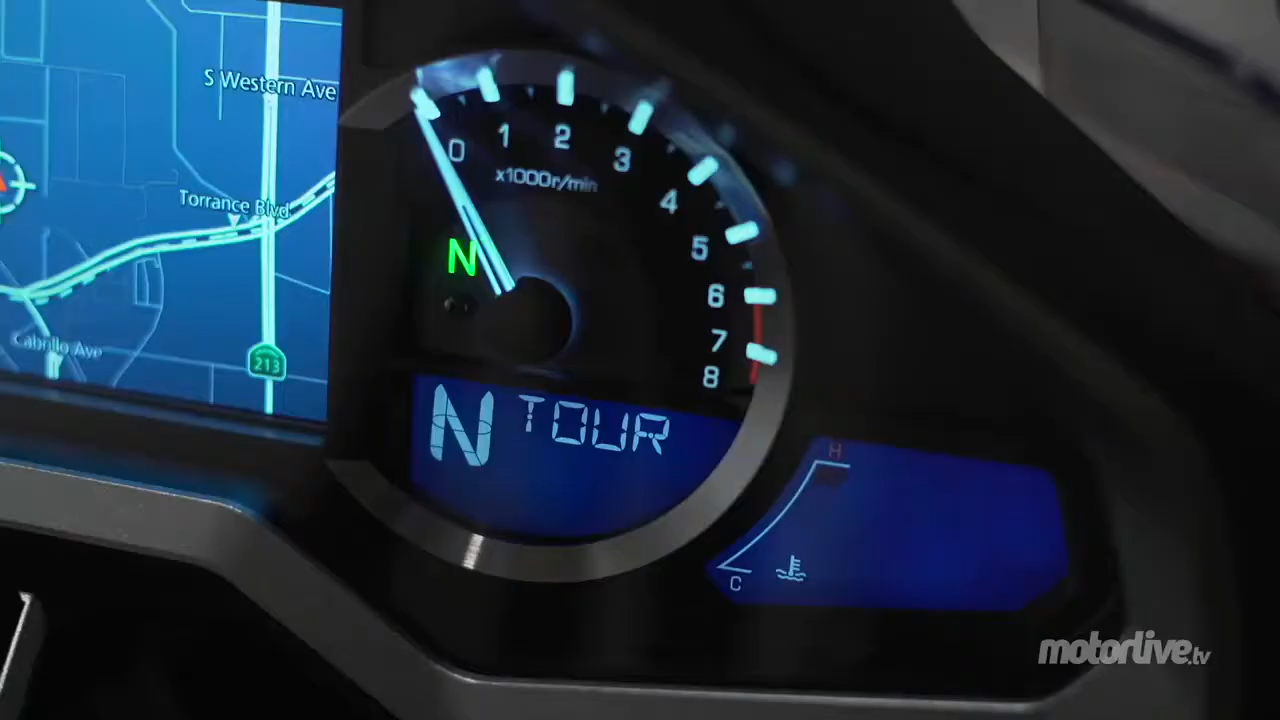 S Western Ave
Torrance Blvd
Cabrillo Ave
213
0 1 2 3 4 5 6 7 8
x1000r/min
N
N TOUR
H
C
motorlive.tv